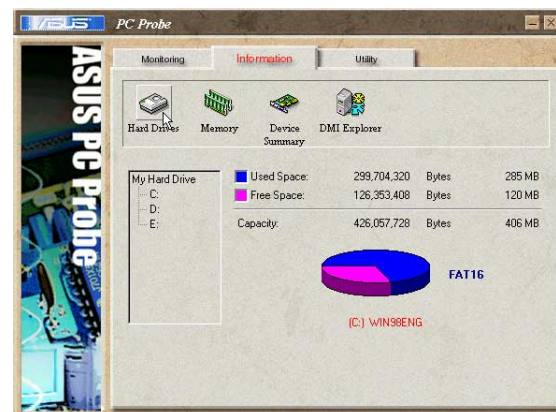 ASUS PC Probe
Monitoring Information Utility
Hard Drives Memory Device Summary DMI Explorer
My Hard Drive
C:
D:
E:
Used Space: 299,704,320 Bytes 285 MB
Free Space: 126,353,408 Bytes 120 MB
Capacity: 426,057,728 Bytes 406 MB
FAT16
(C:) WIN98ENG
ASUS PC Probe